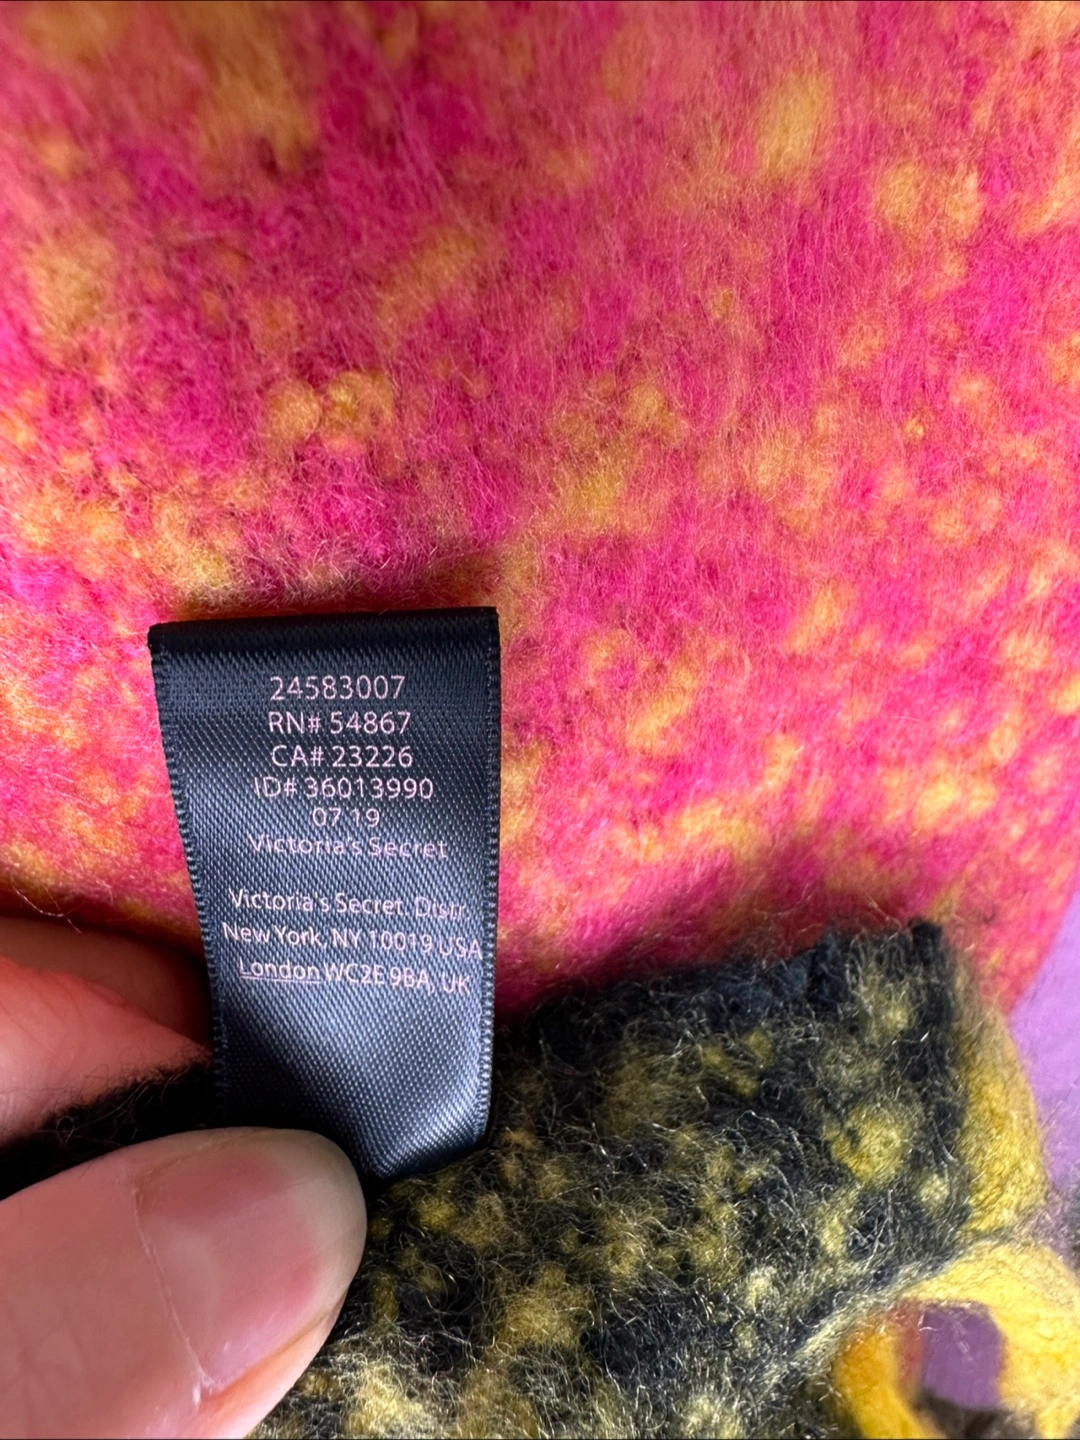 24583007
RN# 54867
CA# 23226
ID# 36013990
07 19
Victoria's Secret
Victoria's Secret, Distr.
New York, NY 10019 USA
London WC2E 9BA, UK